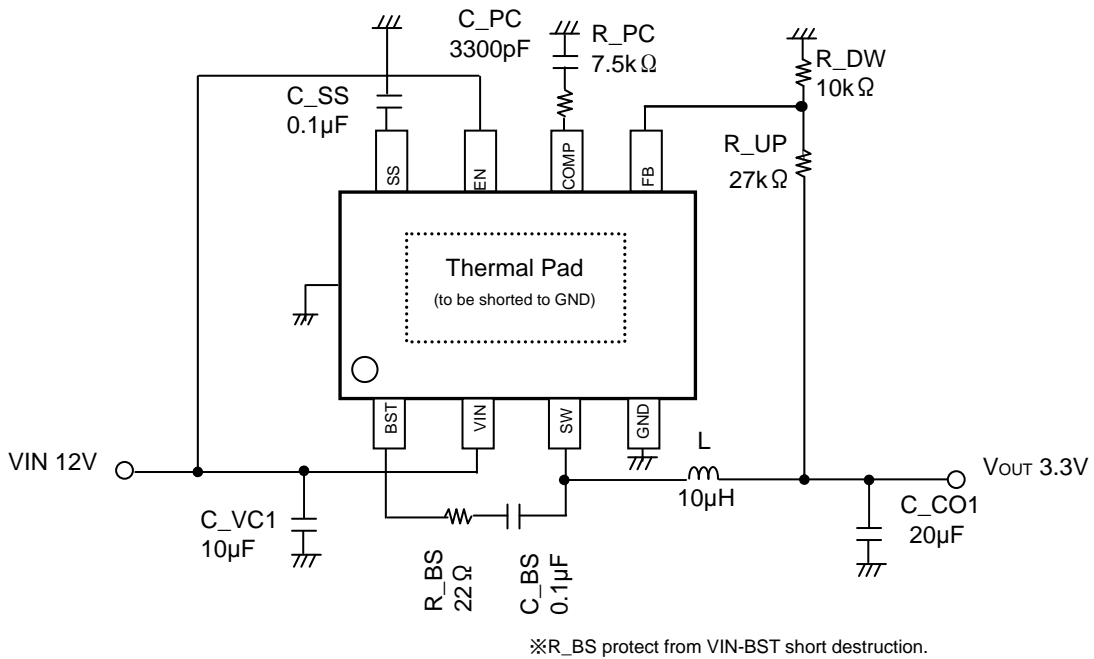 C_PC
3300pF
R_PC
7.5kΩ
R_DW
10kΩ
C_SS
0.1µF
R_UP
27kΩ
SS
EN
COMP
FB
Thermal Pad
(to be shorted to GND)
BST
VIN
SW
GND
VIN 12V
L
10µH
VOUT 3.3V
C_VC1
10µF
C_CO1
20µF
R_BS
22Ω
C_BS
0.1µF
※R_BS protect from VIN-BST short destruction.